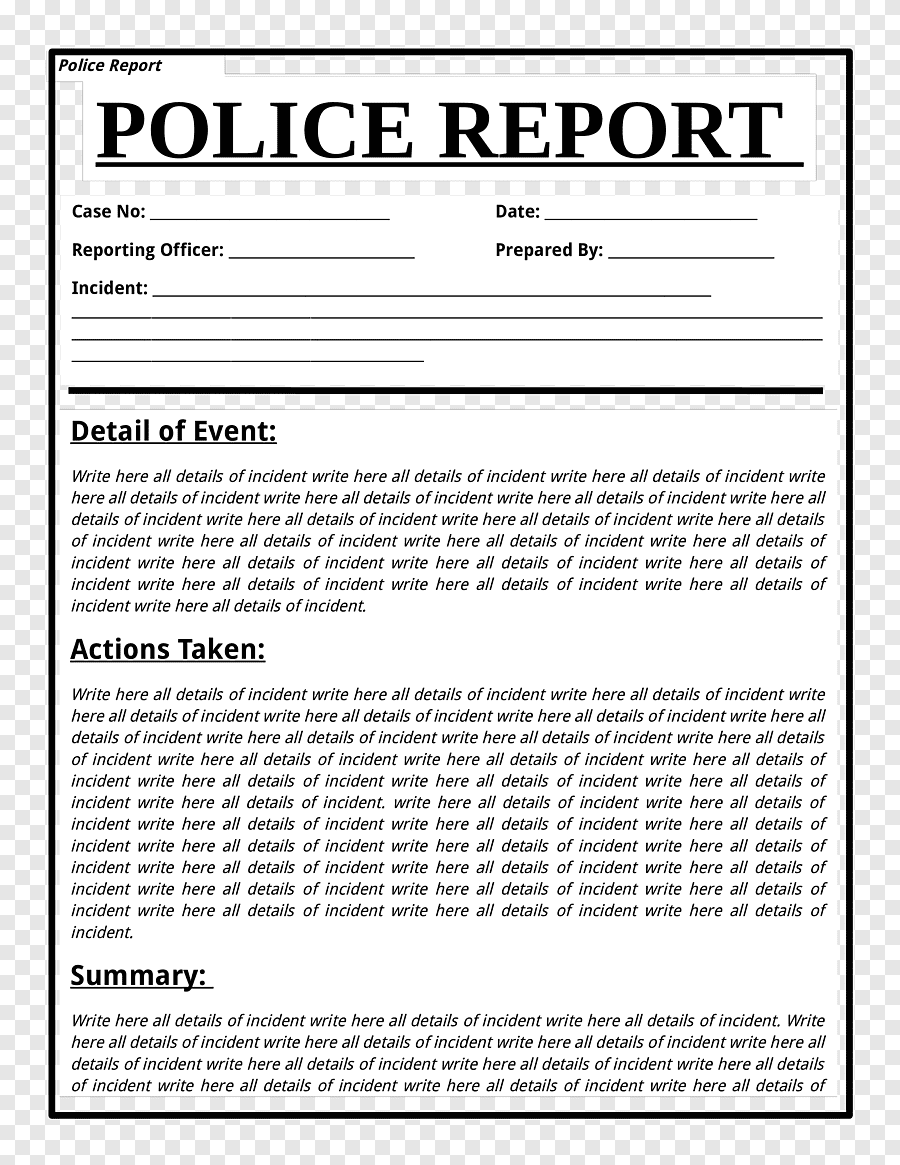 Police Report
POLICE REPORT
Case No: Date:
Reporting Officer: Prepared By:
Incident:
Detail of Event:
Write here all details of incident write here all details of incident write here all details of incident write
here all details of incident write here all details of incident write here all details of incident write here all
details of incident write here all details of incident write here all details of incident write here all details
of incident write here all details of incident write here all details of incident write here all details of
incident write here all details of incident write here all details of incident write here all details of
incident write here all details of incident write here all details of incident write here all details of
incident write here all details of incident.
Actions Taken:
Write here all details of incident write here all details of incident write here all details of incident write
here all details of incident write here all details of incident write here all details of incident write here all
details of incident write here all details of incident write here all details of incident write here all details
of incident write here all details of incident write here all details of incident write here all details of
incident write here all details of incident write here all details of incident write here all details of
incident write here all details of incident. write here all details of incident write here all details of
incident write here all details of incident write here all details of incident write here all details of
incident write here all details of incident write here all details of incident write here all details of
incident write here all details of incident write here all details of incident write here all details of
incident write here all details of incident write here all details of incident write here all details of
incident write here all details of incident write here all details of incident write here all details of
incident.
Summary:
Write here all details of incident write here all details of incident write here all details of incident. Write
here all details of incident write here all details of incident write here all details of incident write here all
details of incident write here all details of incident write here all details of incident write here all details
of incident write here all details of incident write here all details of incident write here all details of